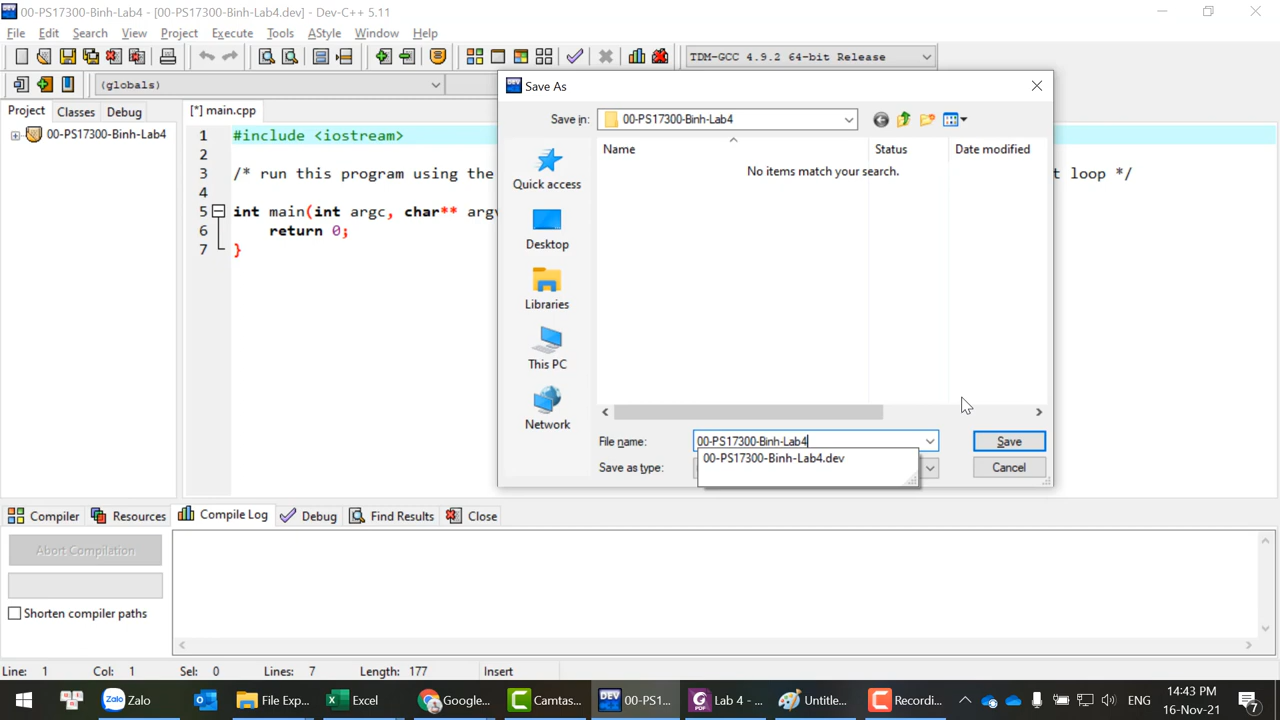 00-PS17300-Binh-Lab4 - [00-PS17300-Binh-Lab4.dev] - Dev-C++ 5.11
File Edit Search View Project Execute Tools AStyle Window Help
TDM-GCC 4.9.2 64-bit Release
(globals)
Project Classes Debug
[*] main.cpp
00-PS17300-Binh-Lab4
1 #include <iostream>
2
3 /* run this program using the
t loop */
4
5 int main(int argc, char** argv
6 return 0;
7 }
Save As
Save in: 00-PS17300-Binh-Lab4
Name Status Date modified
No items match your search.
Quick access
Desktop
Libraries
This PC
Network
File name: 00-PS17300-Binh-Lab4 Save
00-PS17300-Binh-Lab4.dev
Save as type: Cancel
Compiler Resources Compile Log Debug Find Results Close
Abort Compilation
Shorten compiler paths
Line: 1 Col: 1 Sel: 0 Lines: 7 Length: 177 Insert
Zalo File Exp... Excel Google... Camtas... DEV 00-PS1... Lab 4 - ... Untitle... Recordi... ENG 14:43 PM
16-Nov-21 7